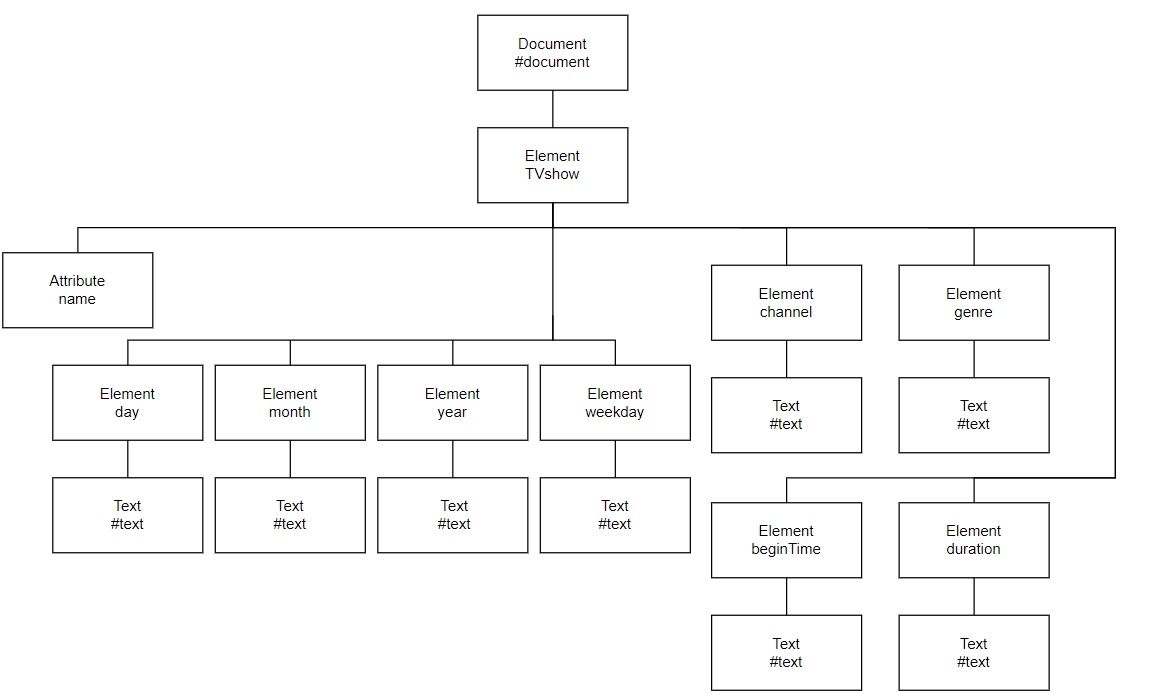 Document
#document
Element
TVshow
Attribute
name
Element
channel
Element
genre
Element
day
Element
month
Element
year
Element
weekday
Text
#text
Text
#text
Text
#text
Text
#text
Text
#text
Text
#text
Element
beginTime
Element
duration
Text
#text
Text
#text